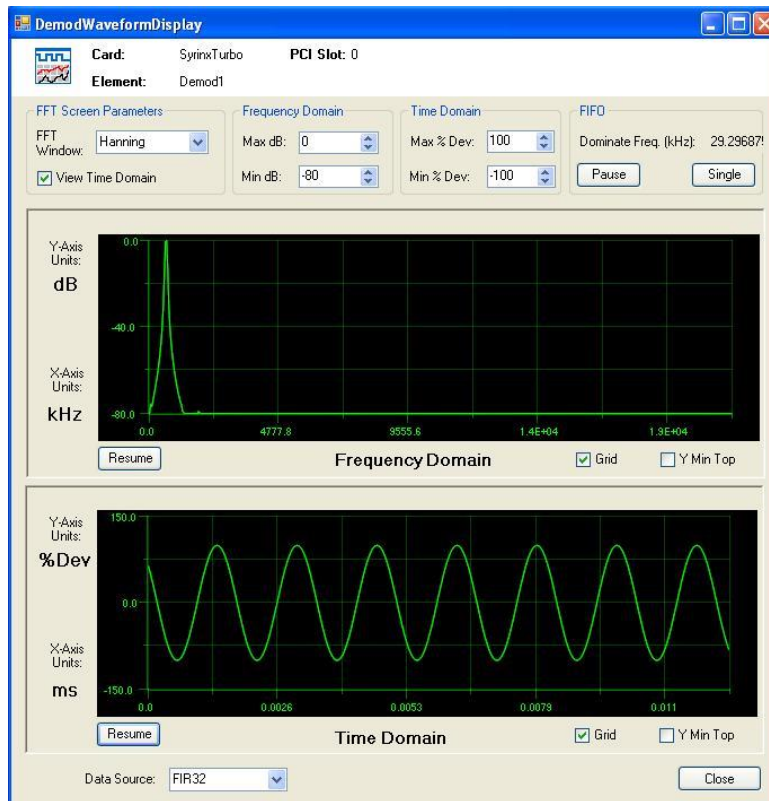 DemodWaveformDisplay
Card: SyrinxTurbo PCI Slot: 0
Element: Demod1
FFT Screen Parameters
FFT Window: Hanning
View Time Domain
Frequency Domain
Max dB: 0
Min dB: -80
Time Domain
Max % Dev: 100
Min % Dev: -100
FIFO
Dominate Freq. (kHz): 29.29687
Pause Single
Y-Axis
Units:
dB
X-Axis
Units:
kHz
0.0
-40.0
-80.0
0.0 4777.8 9555.6 1.4E+04 1.9E+04
Resume Frequency Domain Grid Y Min Top
Y-Axis
Units:
%Dev
X-Axis
Units:
ms
150.0
0.0
-150.0
0.0 0.0026 0.0053 0.0079 0.011
Resume Time Domain Grid Y Min Top
Data Source: FIR32 Close